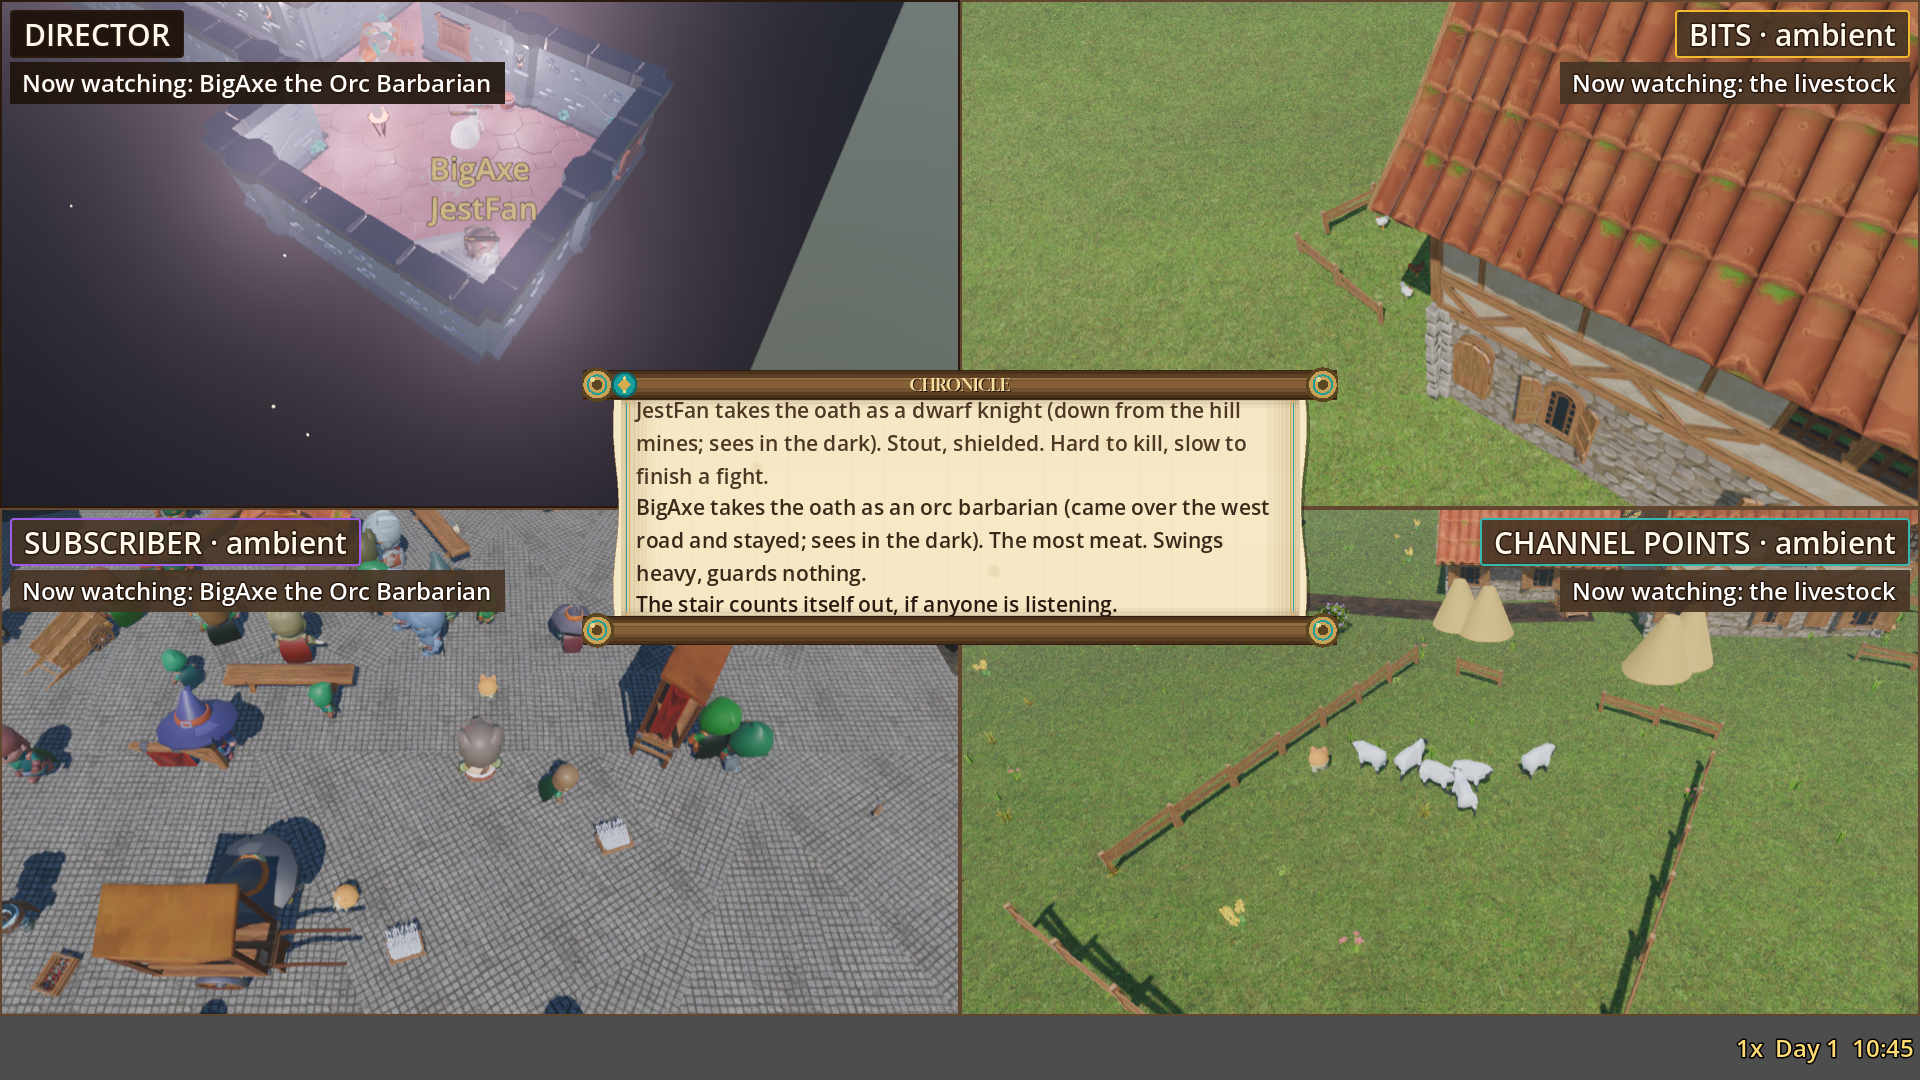 DIRECTOR
Now watching: BigAxe the Orc Barbarian
BigAxe
JestFan
BITS · ambient
Now watching: the livestock
CHRONICLE
JestFan takes the oath as a dwarf knight (down from the hill
mines; sees in the dark). Stout, shielded. Hard to kill, slow to
finish a fight.
BigAxe takes the oath as an orc barbarian (came over the west
road and stayed; sees in the dark). The most meat. Swings
heavy, guards nothing.
The stair counts itself out, if anyone is listening.
SUBSCRIBER · ambient
Now watching: BigAxe the Orc Barbarian
CHANNEL POINTS · ambient
Now watching: the livestock
1x Day 1 10:45